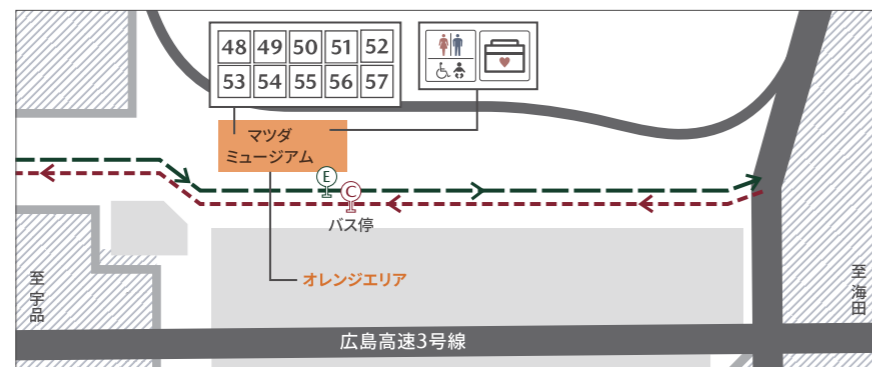 48 49 50 51 52
53 54 55 56 57
マツダ
ミュージアム
E
C
バス停
オレンジエリア
至 宇品
至 海田
広島高速3号線